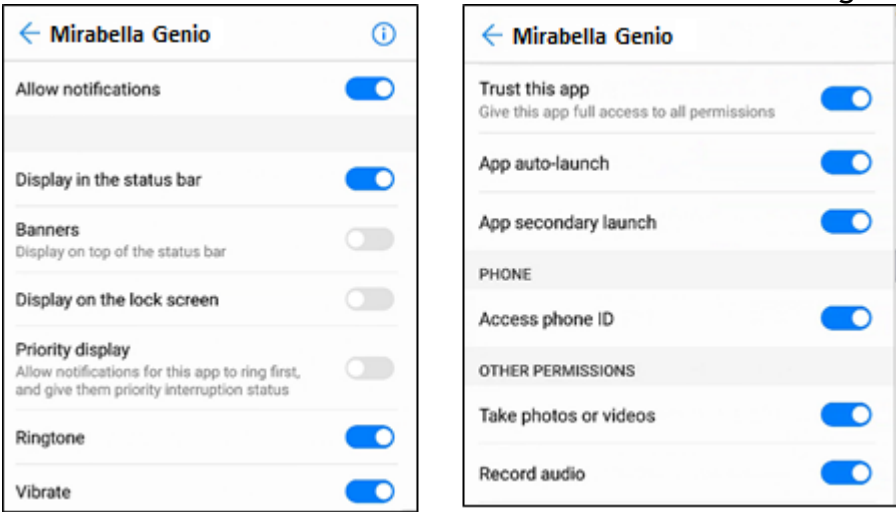 Mirabella Genio
Allow notifications
Display in the status bar
Banners
Display on top of the status bar
Display on the lock screen
Priority display
Allow notifications for this app to ring first,
and give them priority interruption status
Ringtone
Vibrate
Mirabella Genio
Trust this app
Give this app full access to all permissions
App auto-launch
App secondary launch
PHONE
Access phone ID
OTHER PERMISSIONS
Take photos or videos
Record audio